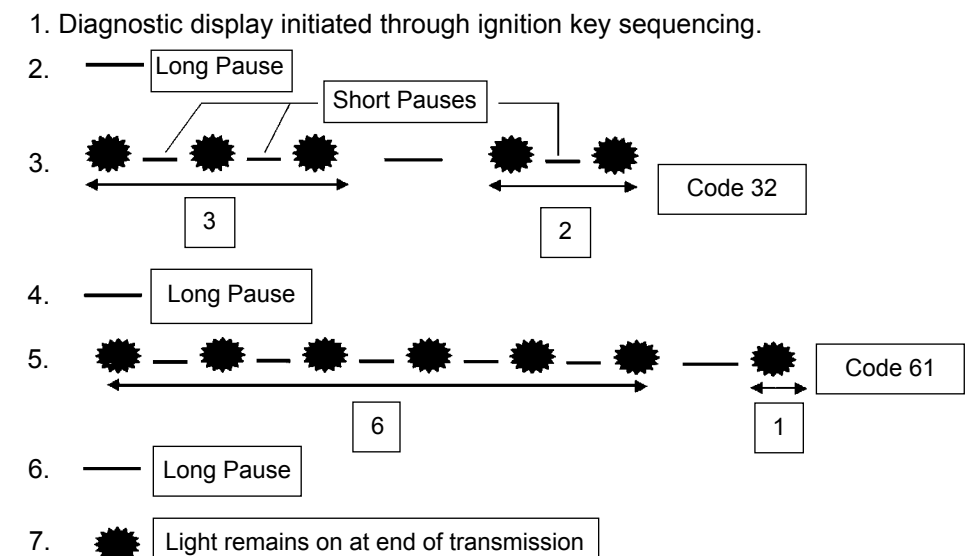 1. Diagnostic display initiated through ignition key sequencing.
2. Long Pause
Short Pauses
3.
Code 32
3
2
4. Long Pause
5.
Code 61
6
1
6. Long Pause
7. Light remains on at end of transmission